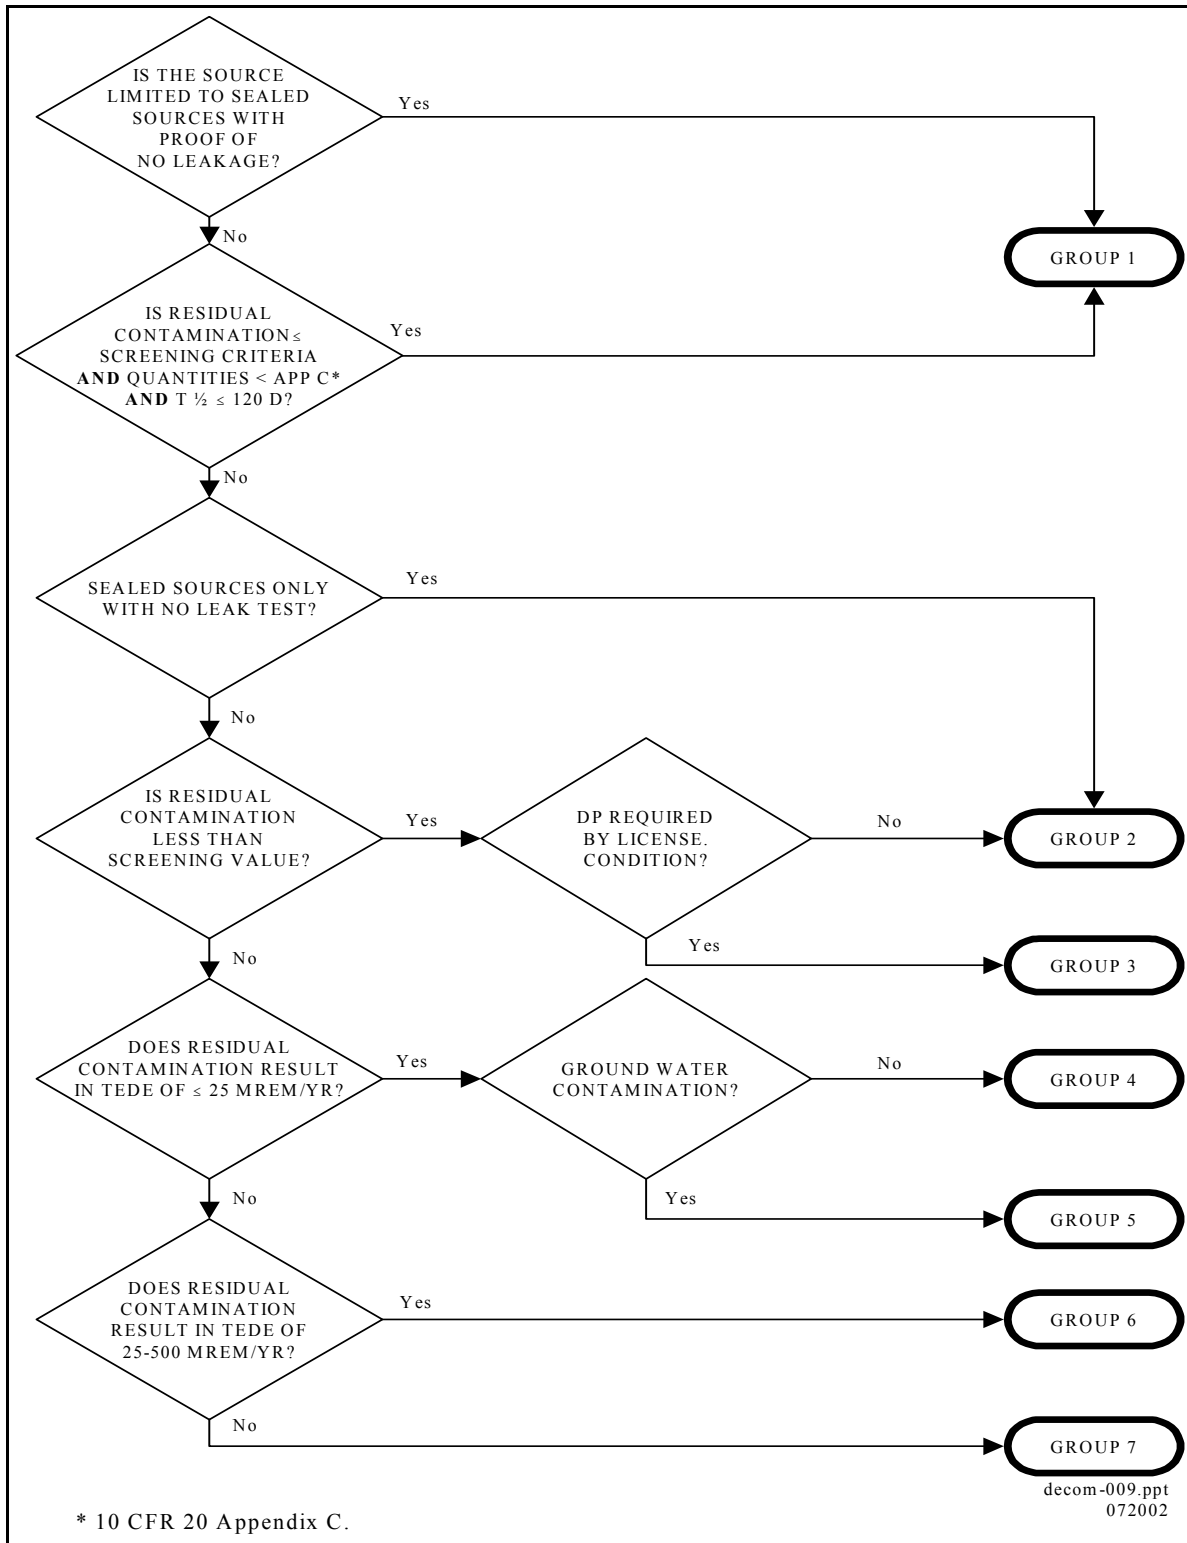 IS THE SOURCE
LIMITED TO SEALED
SOURCES WITH
PROOF OF
NO LEAKAGE?
Yes
No
GROUP 1
IS RESIDUAL
CONTAMINATION ≤
SCREENING CRITERIA
AND QUANTITIES < APP C*
AND T ½ ≤ 120 D?
Yes
No
SEALED SOURCES ONLY
WITH NO LEAK TEST?
Yes
No
IS RESIDUAL
CONTAMINATION
LESS THAN
SCREENING VALUE?
Yes
No
DP REQUIRED
BY LICENSE.
CONDITION?
No
GROUP 2
Yes
GROUP 3
DOES RESIDUAL
CONTAMINATION RESULT
IN TEDE OF ≤ 25 MREM/YR?
Yes
No
GROUND WATER
CONTAMINATION?
No
GROUP 4
Yes
GROUP 5
DOES RESIDUAL
CONTAMINATION
RESULT IN TEDE OF
25-500 MREM/YR?
Yes
GROUP 6
No
GROUP 7
decom-009.ppt
072002
* 10 CFR 20 Appendix C.